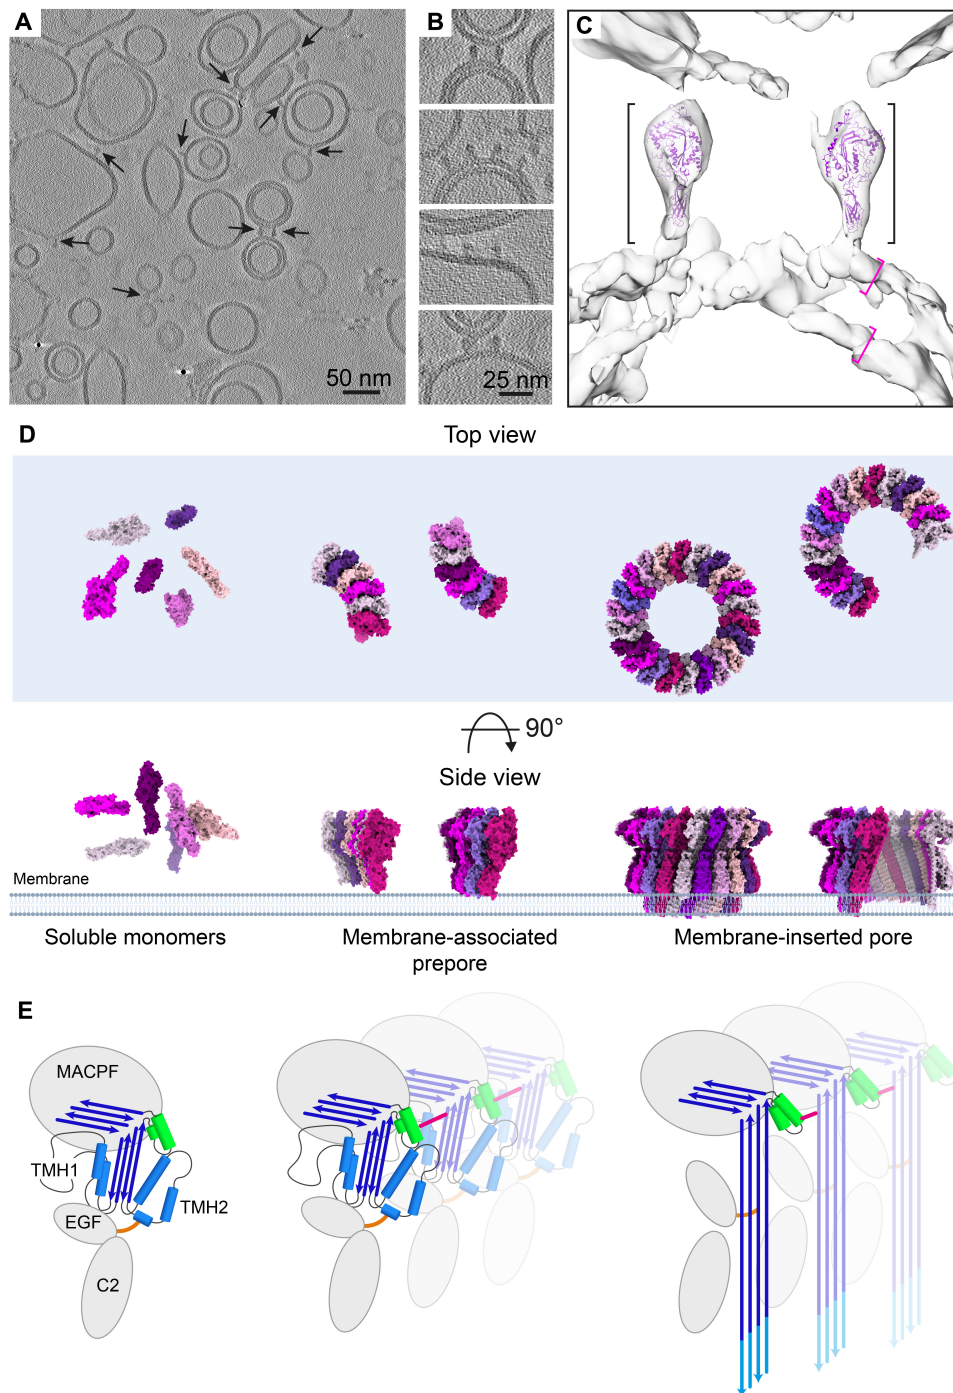 A
B
C
50 nm
25 nm
D
Top view
90°
Side view
Membrane
Soluble monomers
Membrane-associated
prepore
Membrane-inserted pore
E
MACPF
TMH1
TMH2
EGF
C2